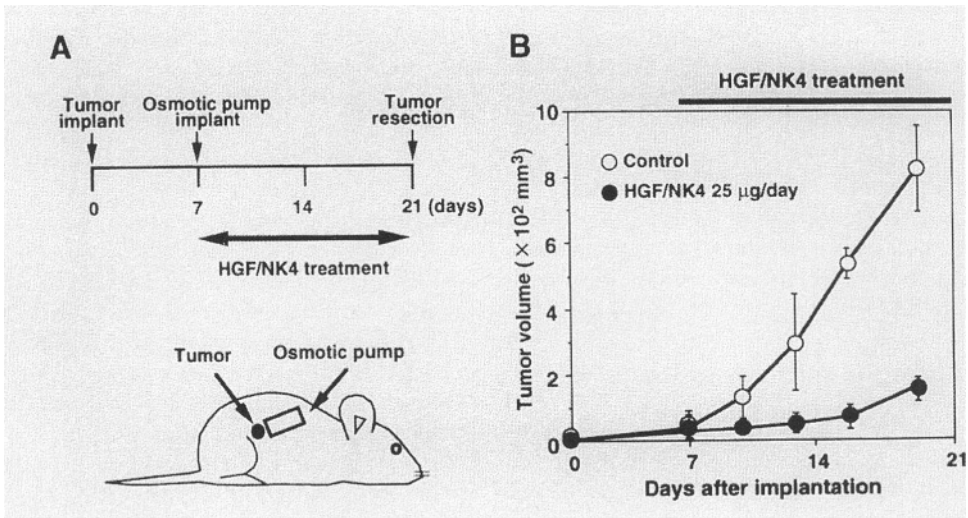 A
Tumor
implant
Osmotic pump
implant
Tumor
resection
0 7 14 21 (days)
HGF/NK4 treatment
Tumor
Osmotic pump
B
HGF/NK4 treatment
10
8
6
4
2
0
Tumor volume (×10² mm³)
Control
HGF/NK4 25 μg/day
0 7 14 21
Days after implantation